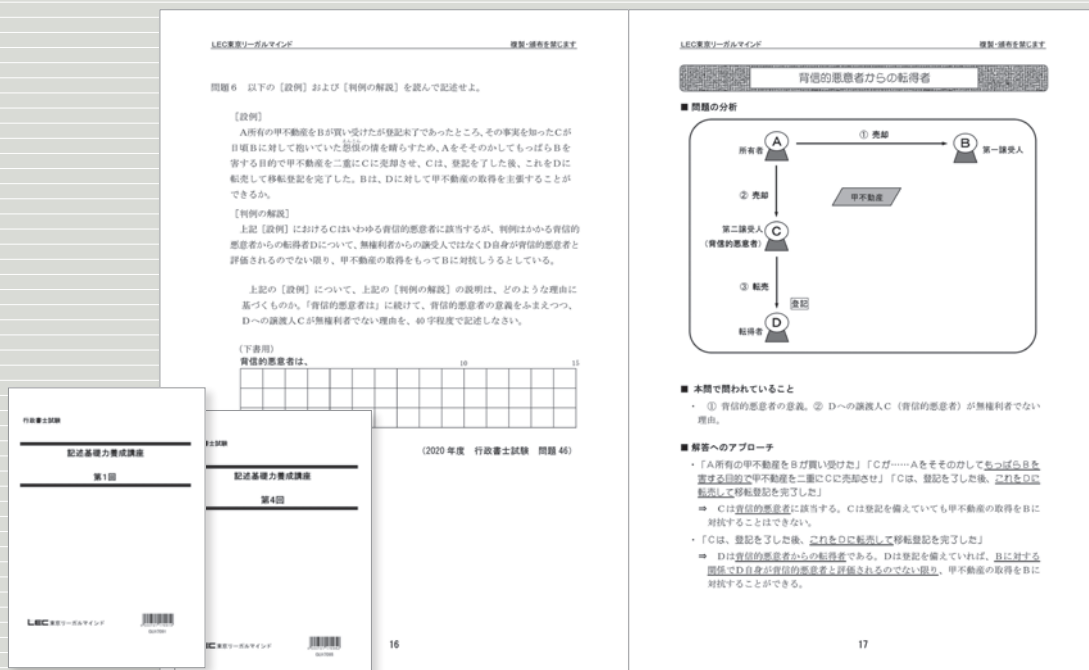 LEC東京リーガルマインド
複製・頒布を禁じます
問題6 以下の［設例］および［判例の解説］を読んで記述せよ。
［設例］
A所有の甲不動産をBが買い受けたが登記未了であったところ、その事実を知ったCが
日頃Bに対して抱いていた怨恨の情を晴らすため、AをそそのかしてもっぱらBを
害する目的で甲不動産を二重にCに売却させ、Cは、登記を了した後、これをDに
転売して移転登記を完了した。Bは、Dに対して甲不動産の取得を主張することが
できるか。
［判例の解説］
上記［設例］におけるCはいわゆる背信的悪意者に該当するが、判例はかかる背信的
悪意者からの転得者Dについて、無権利者からの譲受人ではなくD自身が背信的悪意者と
評価されるのでない限り、甲不動産の取得をもってBに対抗しうるとしている。
上記の［設例］について、上記の［判例の解説］の説明は、どのような理由に
基づくものか。「背信的悪意者は」に続けて、背信的悪意者の意義をふまえつつ、
Dへの譲渡人Cが無権利者でない理由を、40字程度で記述しなさい。
（下書用）
背信的悪意者は、
10
15
（2020年度 行政書士試験 問題46）
16
行政書士試験
記述基礎力養成講座
第1回
LEC東京リーガルマインド
士試験
記述基礎力養成講座
第4回
EC東京リーガルマインド
LEC東京リーガルマインド
複製・頒布を禁じます
背信的悪意者からの転得者
■ 問題の分析
A
所有者
① 売却
B
第一譲受人
② 売却
甲不動産
第二譲受人
（背信的悪意者）
C
③ 転売
登記
D
転得者
■ 本問で問われていること
・ ① 背信的悪意者の意義。② Dへの譲渡人C（背信的悪意者）が無権利者でない
理由。
■ 解答へのアプローチ
・「A所有の甲不動産をBが買い受けた」「Cが……AをそそのかしてもっぱらBを
害する目的で甲不動産を二重にCに売却させ」「Cは、登記を了した後、これをDに
転売して移転登記を完了した」
⇒ Cは背信的悪意者に該当する。Cは登記を備えていても甲不動産の取得をBに
対抗することはできない。
・「Cは、登記を了した後、これをDに転売して移転登記を完了した」
⇒ Dは背信的悪意者からの転得者である。Dは登記を備えていれば、Bに対する
関係でD自身が背信的悪意者と評価されるのでない限り、甲不動産の取得をBに
対抗することができる。
17